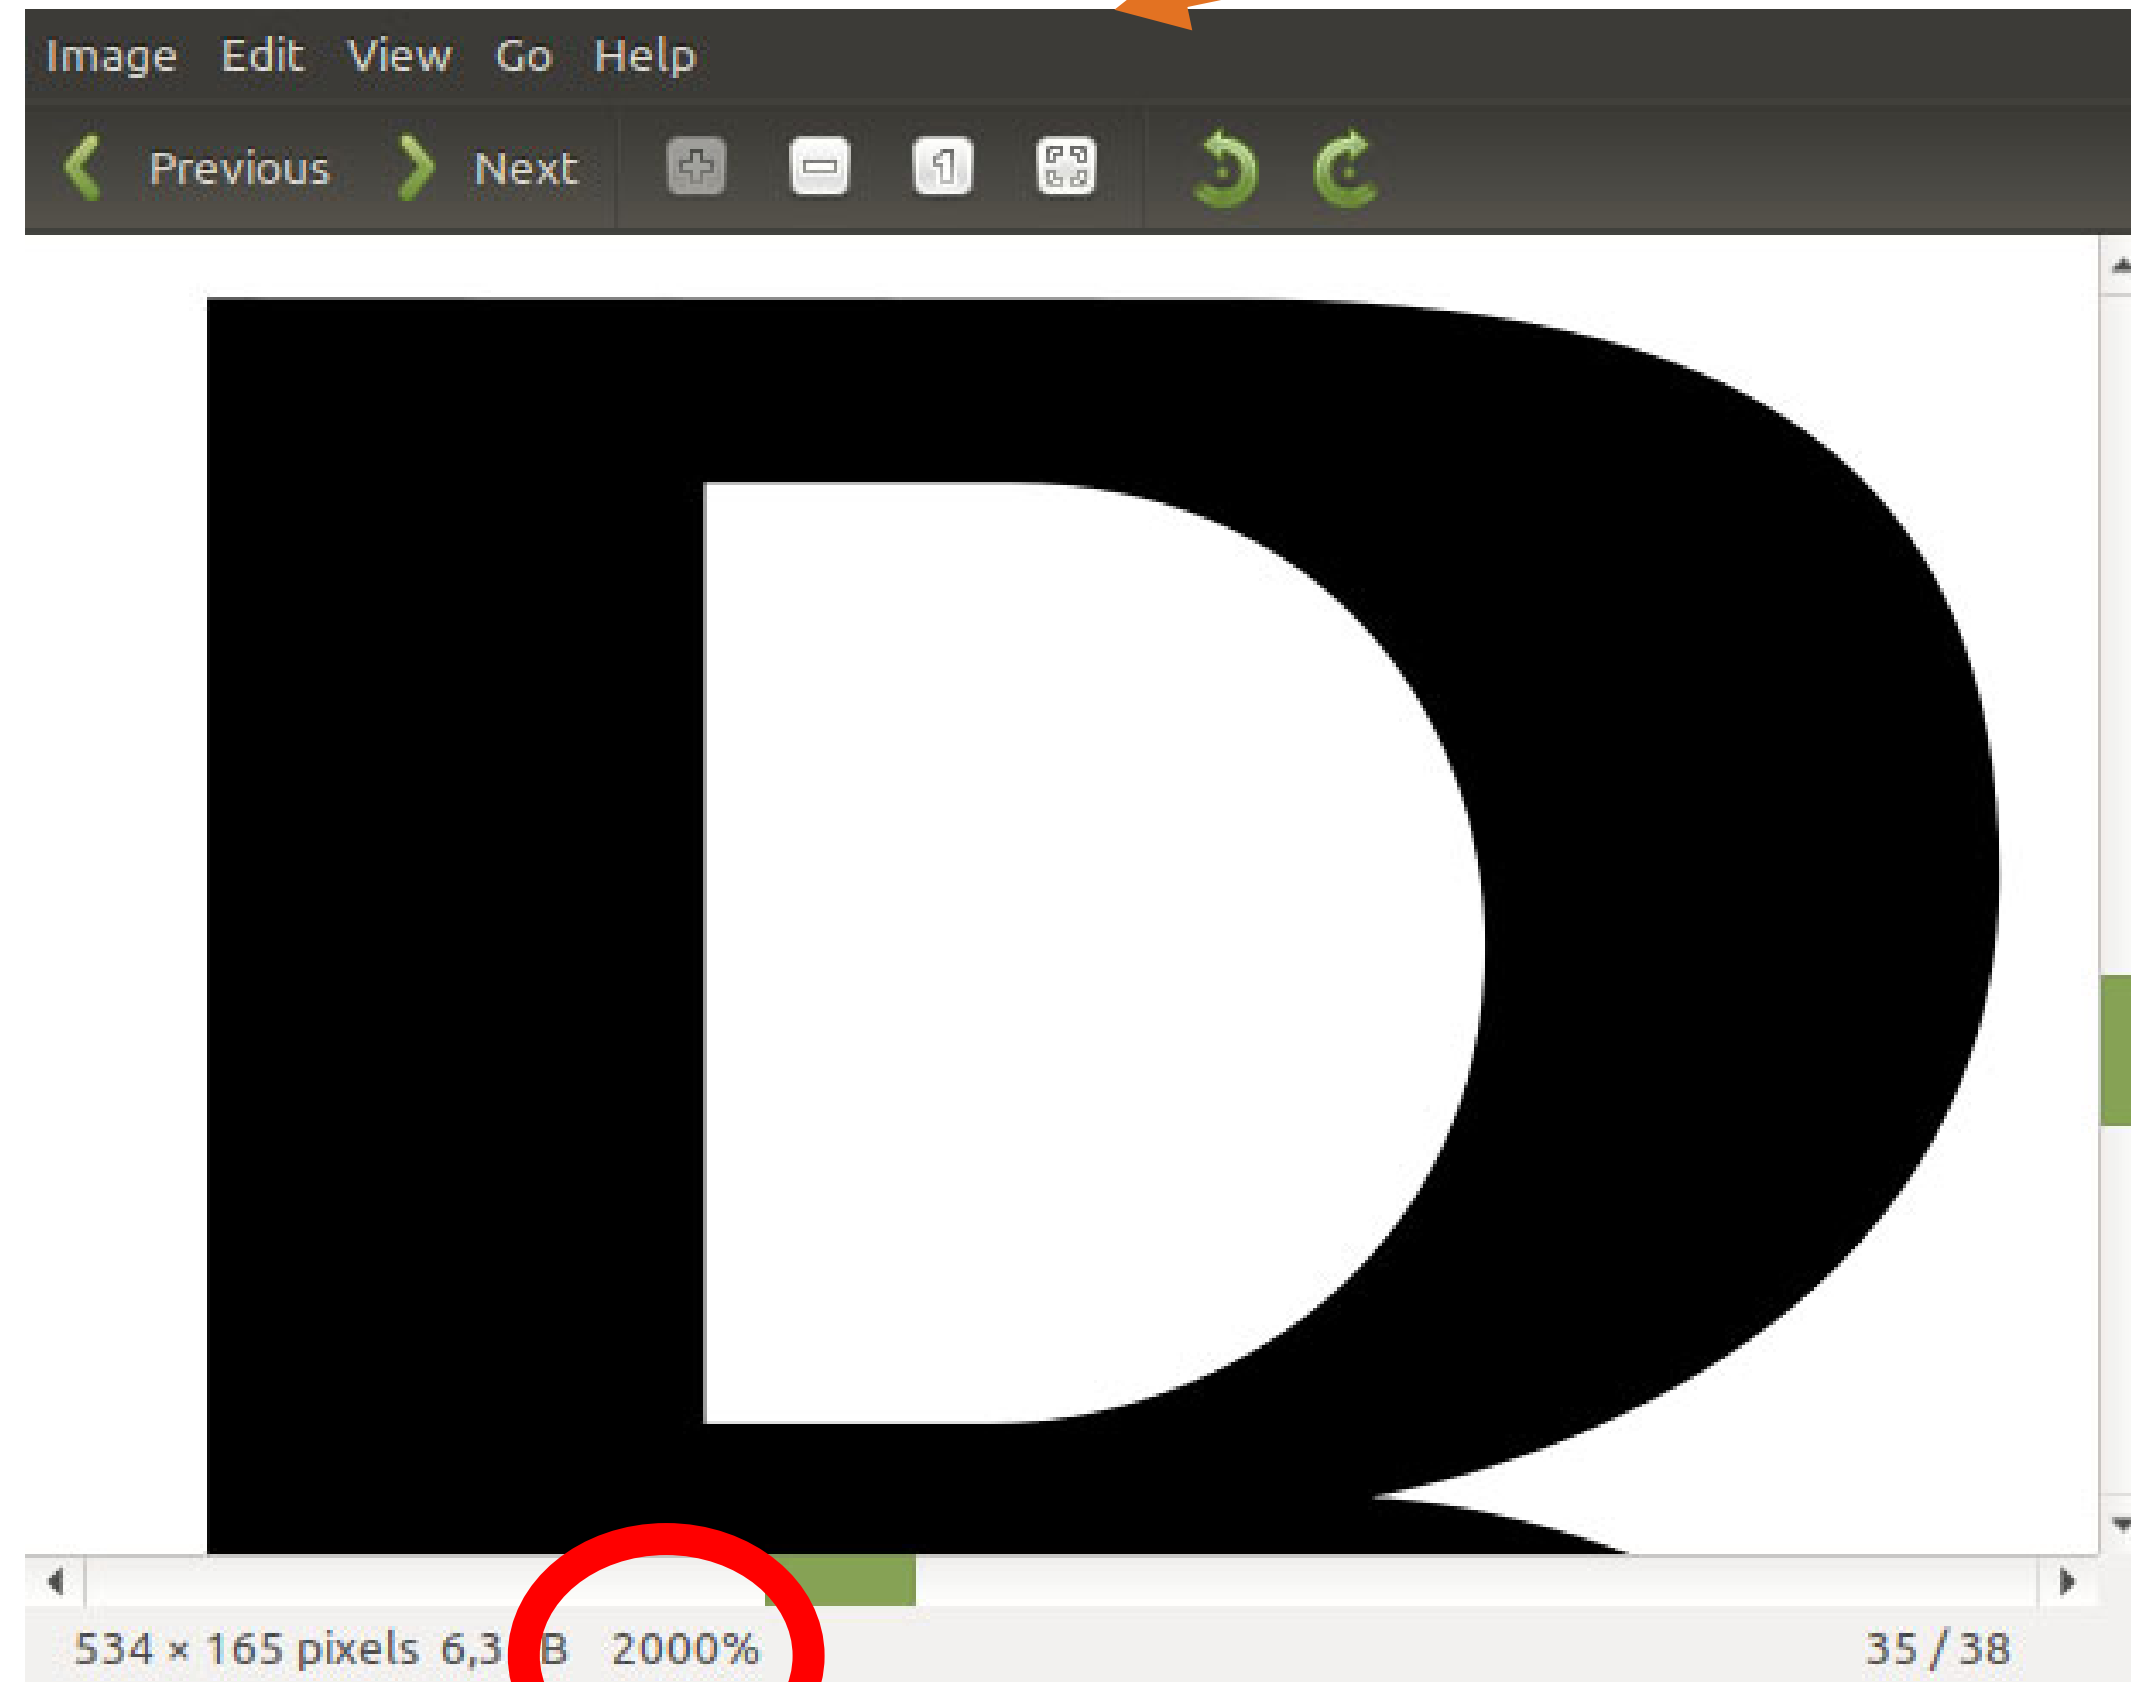 Image Edit View Go Help
Previous Next
534 × 165 pixels 6,3 B 2000% 35 / 38